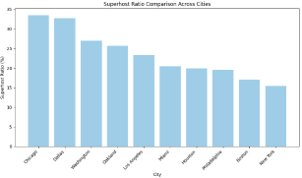 Superhost Ratio Comparison Across Cities
35
30
25
20
15
10
5
0
Superhost Ratio (%)
Chicago
Dallas
Washington
Oakland
Los Angeles
Miami
Houston
Philadelphia
Boston
New York
City